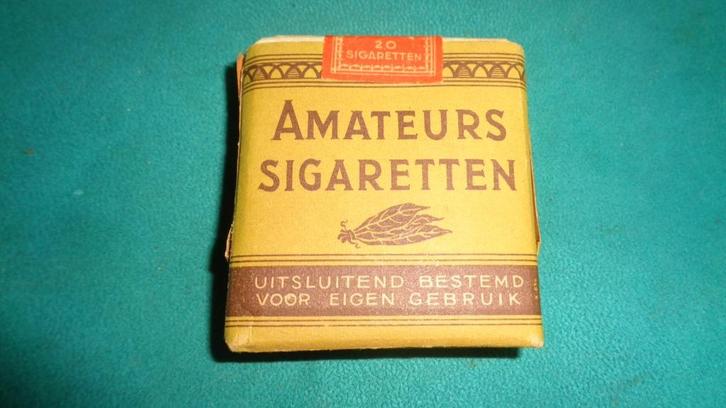 20
SIGARETTEN
AMATEURS
SIGARETTEN
UITSLUITEND BESTEMD
VOOR EIGEN GEBRUIK